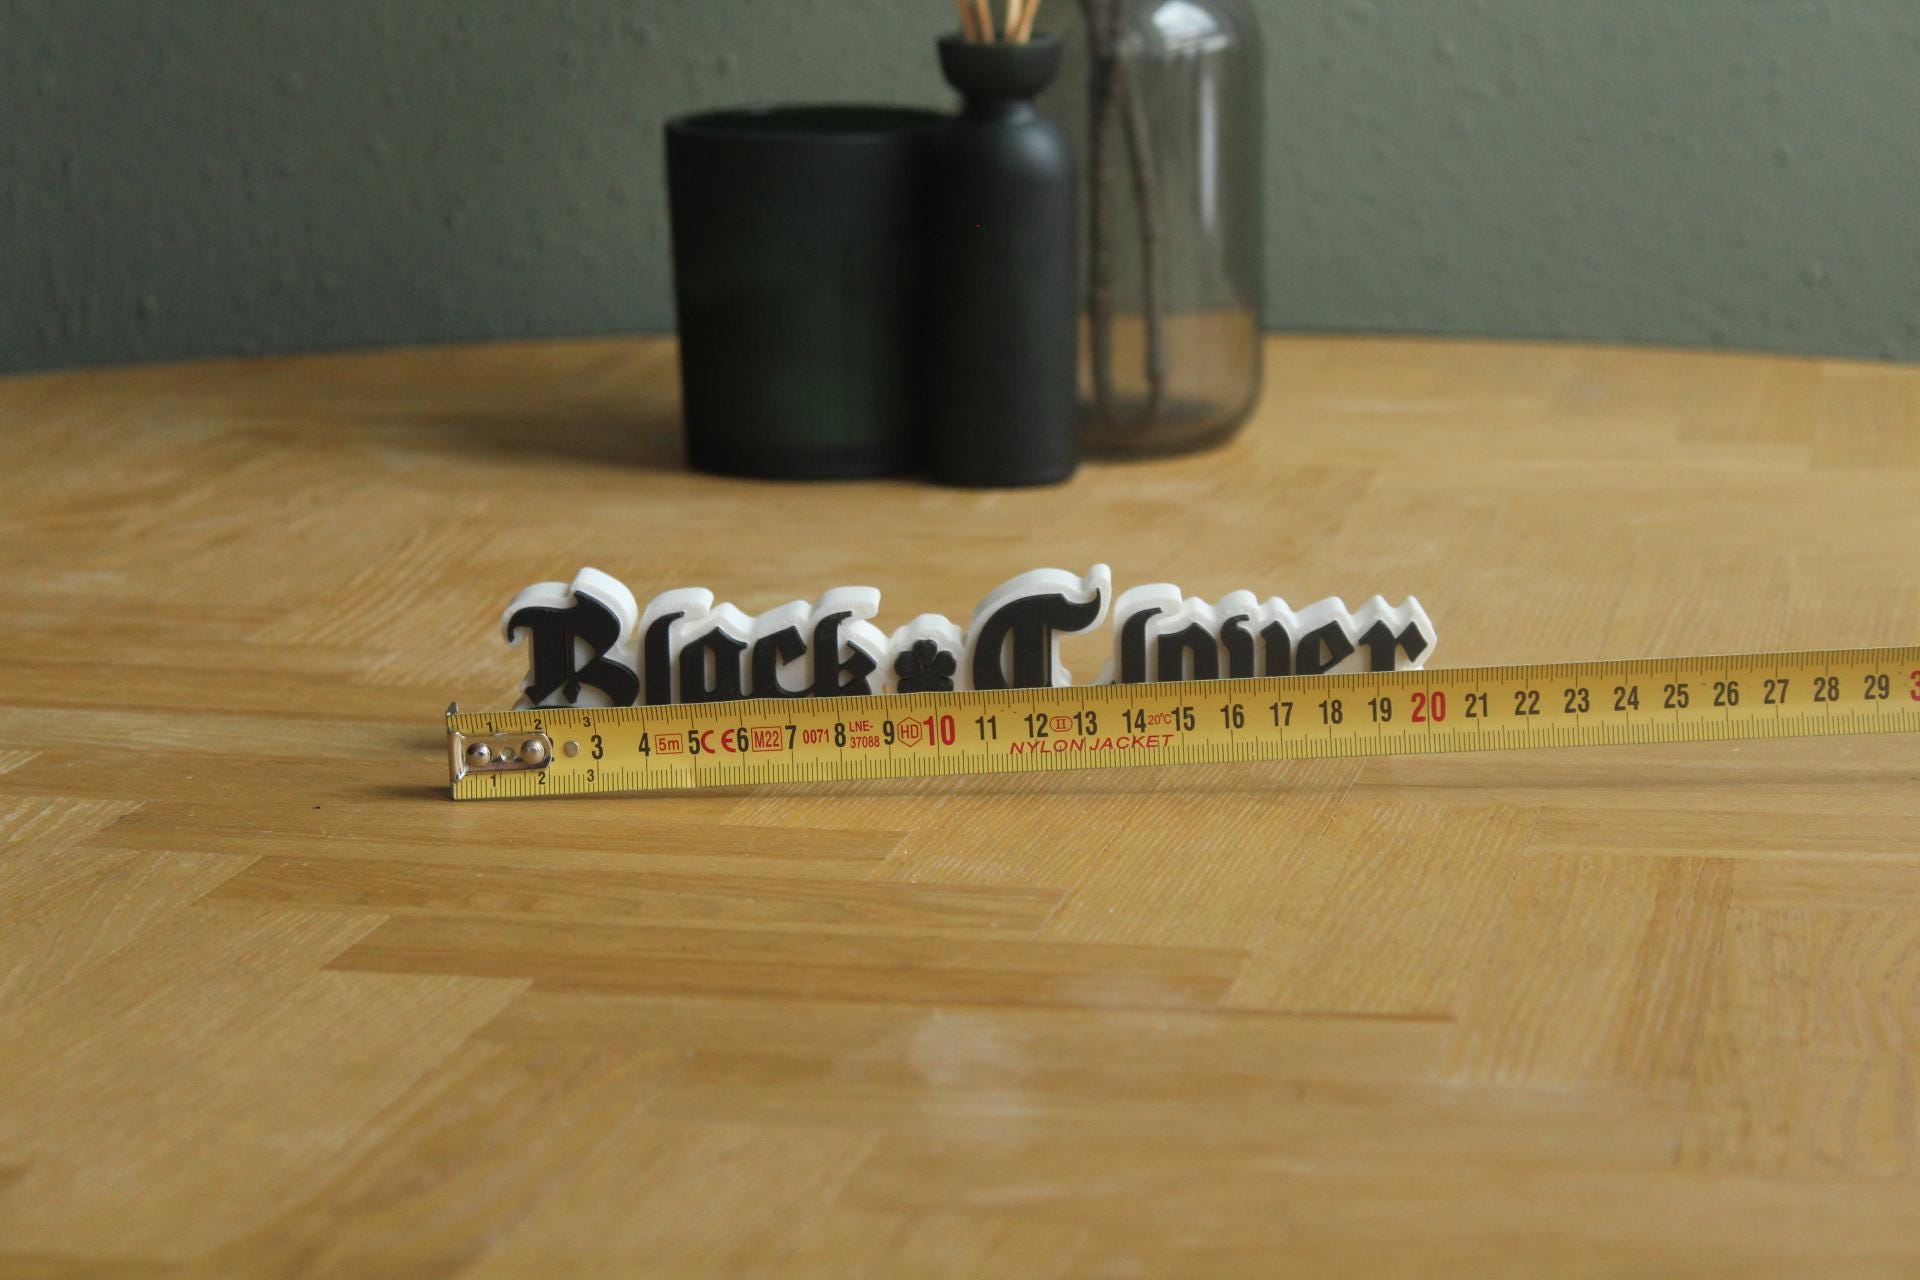 Black Clover
1 2 3
3 4 5m 5 CE 6 M22 7 0071 8 LNE-37088 9 HD 10 11 12 II 13 14 20°C 15 16 17 18 19 20 21 22 23 24 25 26 27 28 29 3
NYLON JACKET
1 2 3